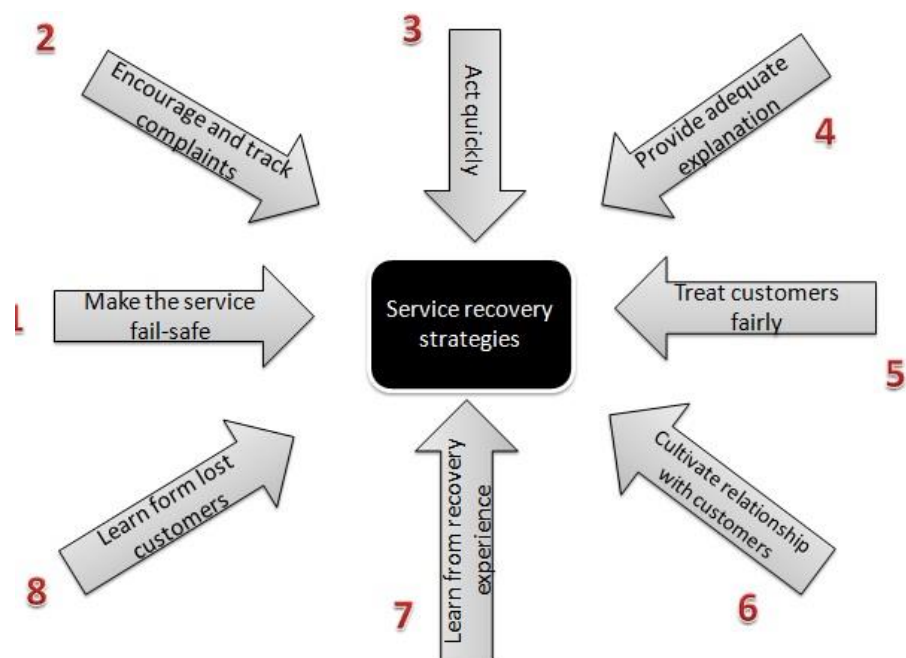 1
Make the service
fail-safe
2
Encourage and track
complaints
3
Act quickly
4
Provide adequate
explanation
5
Treat customers
fairly
6
Cultivate relationship
with customers
7
Learn from recovery
experience
8
Learn form lost
customers
Service recovery
strategies